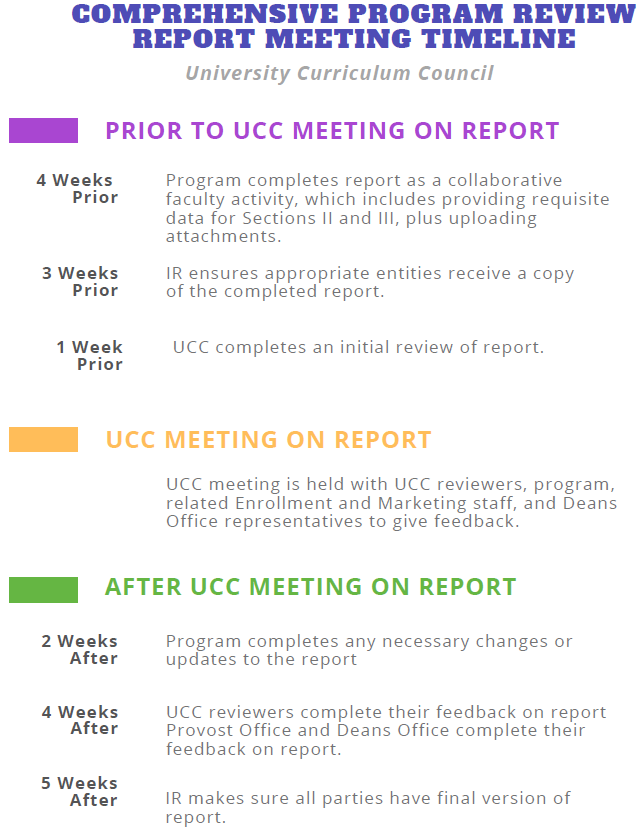 COMPREHENSIVE PROGRAM REVIEW
REPORT MEETING TIMELINE
University Curriculum Council
PRIOR TO UCC MEETING ON REPORT
4 Weeks
Prior
Program completes report as a collaborative
faculty activity, which includes providing requisite
data for Sections II and III, plus uploading
attachments.
3 Weeks
Prior
IR ensures appropriate entities receive a copy
of the completed report.
1 Week
Prior
UCC completes an initial review of report.
UCC MEETING ON REPORT
UCC meeting is held with UCC reviewers, program,
related Enrollment and Marketing staff, and Deans
Office representatives to give feedback.
AFTER UCC MEETING ON REPORT
2 Weeks
After
Program completes any necessary changes or
updates to the report
4 Weeks
After
UCC reviewers complete their feedback on report
Provost Office and Deans Office complete their
feedback on report.
5 Weeks
After
IR makes sure all parties have final version of
report.